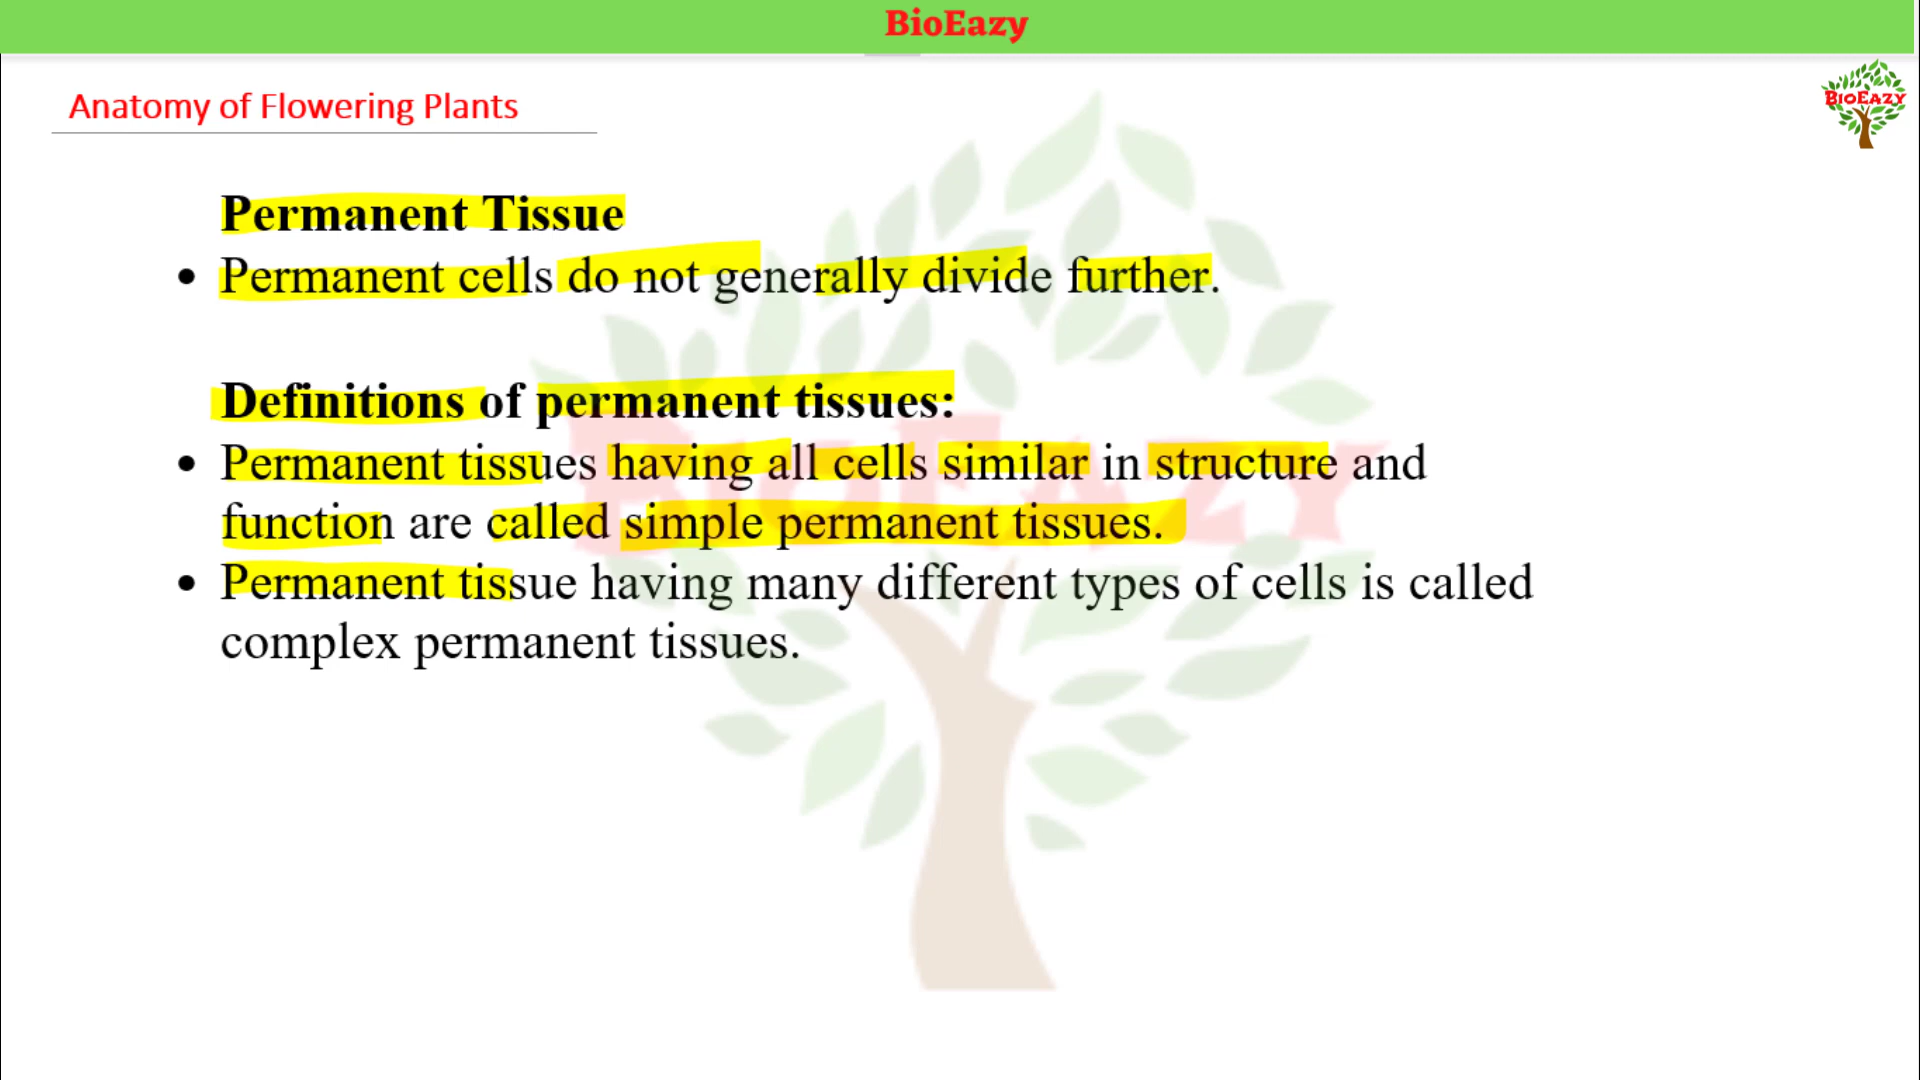 BioEazy
BIOEAZY
Anatomy of Flowering Plants
Permanent Tissue
• Permanent cells do not generally divide further.
Definitions of permanent tissues:
• Permanent tissues having all cells similar in structure and
function are called simple permanent tissues.
• Permanent tissue having many different types of cells is called
complex permanent tissues.
BIOEAZY